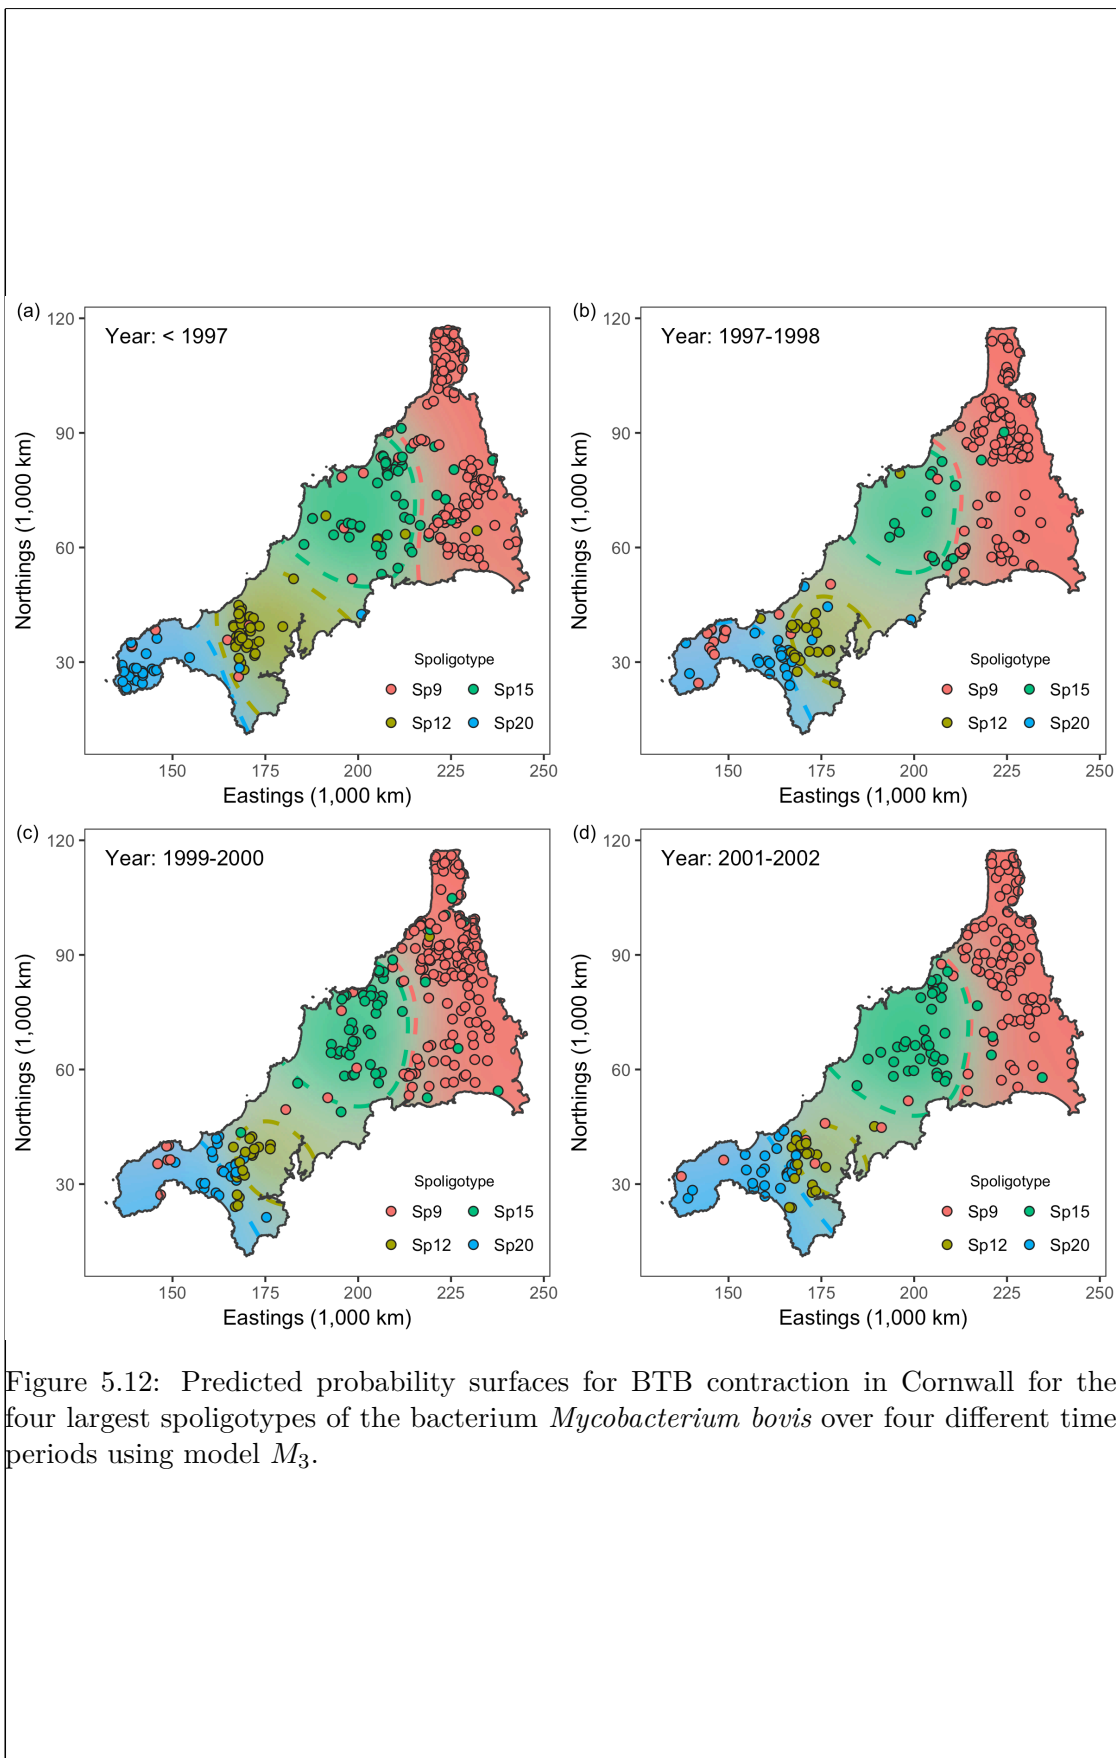 (a)
Year: < 1997
120
90
60
30
Northings (1,000 km)
150 175 200 225 250
Eastings (1,000 km)
Spoligotype
Sp9 Sp15
Sp12 Sp20
(b)
Year: 1997-1998
120
90
60
30
Northings (1,000 km)
150 175 200 225 250
Eastings (1,000 km)
Spoligotype
Sp9 Sp15
Sp12 Sp20
(c)
Year: 1999-2000
120
90
60
30
Northings (1,000 km)
150 175 200 225 250
Eastings (1,000 km)
Spoligotype
Sp9 Sp15
Sp12 Sp20
(d)
Year: 2001-2002
120
90
60
30
Northings (1,000 km)
150 175 200 225 250
Eastings (1,000 km)
Spoligotype
Sp9 Sp15
Sp12 Sp20
Figure 5.12: Predicted probability surfaces for BTB contraction in Cornwall for the
four largest spoligotypes of the bacterium Mycobacterium bovis over four different time
periods using model M₃.